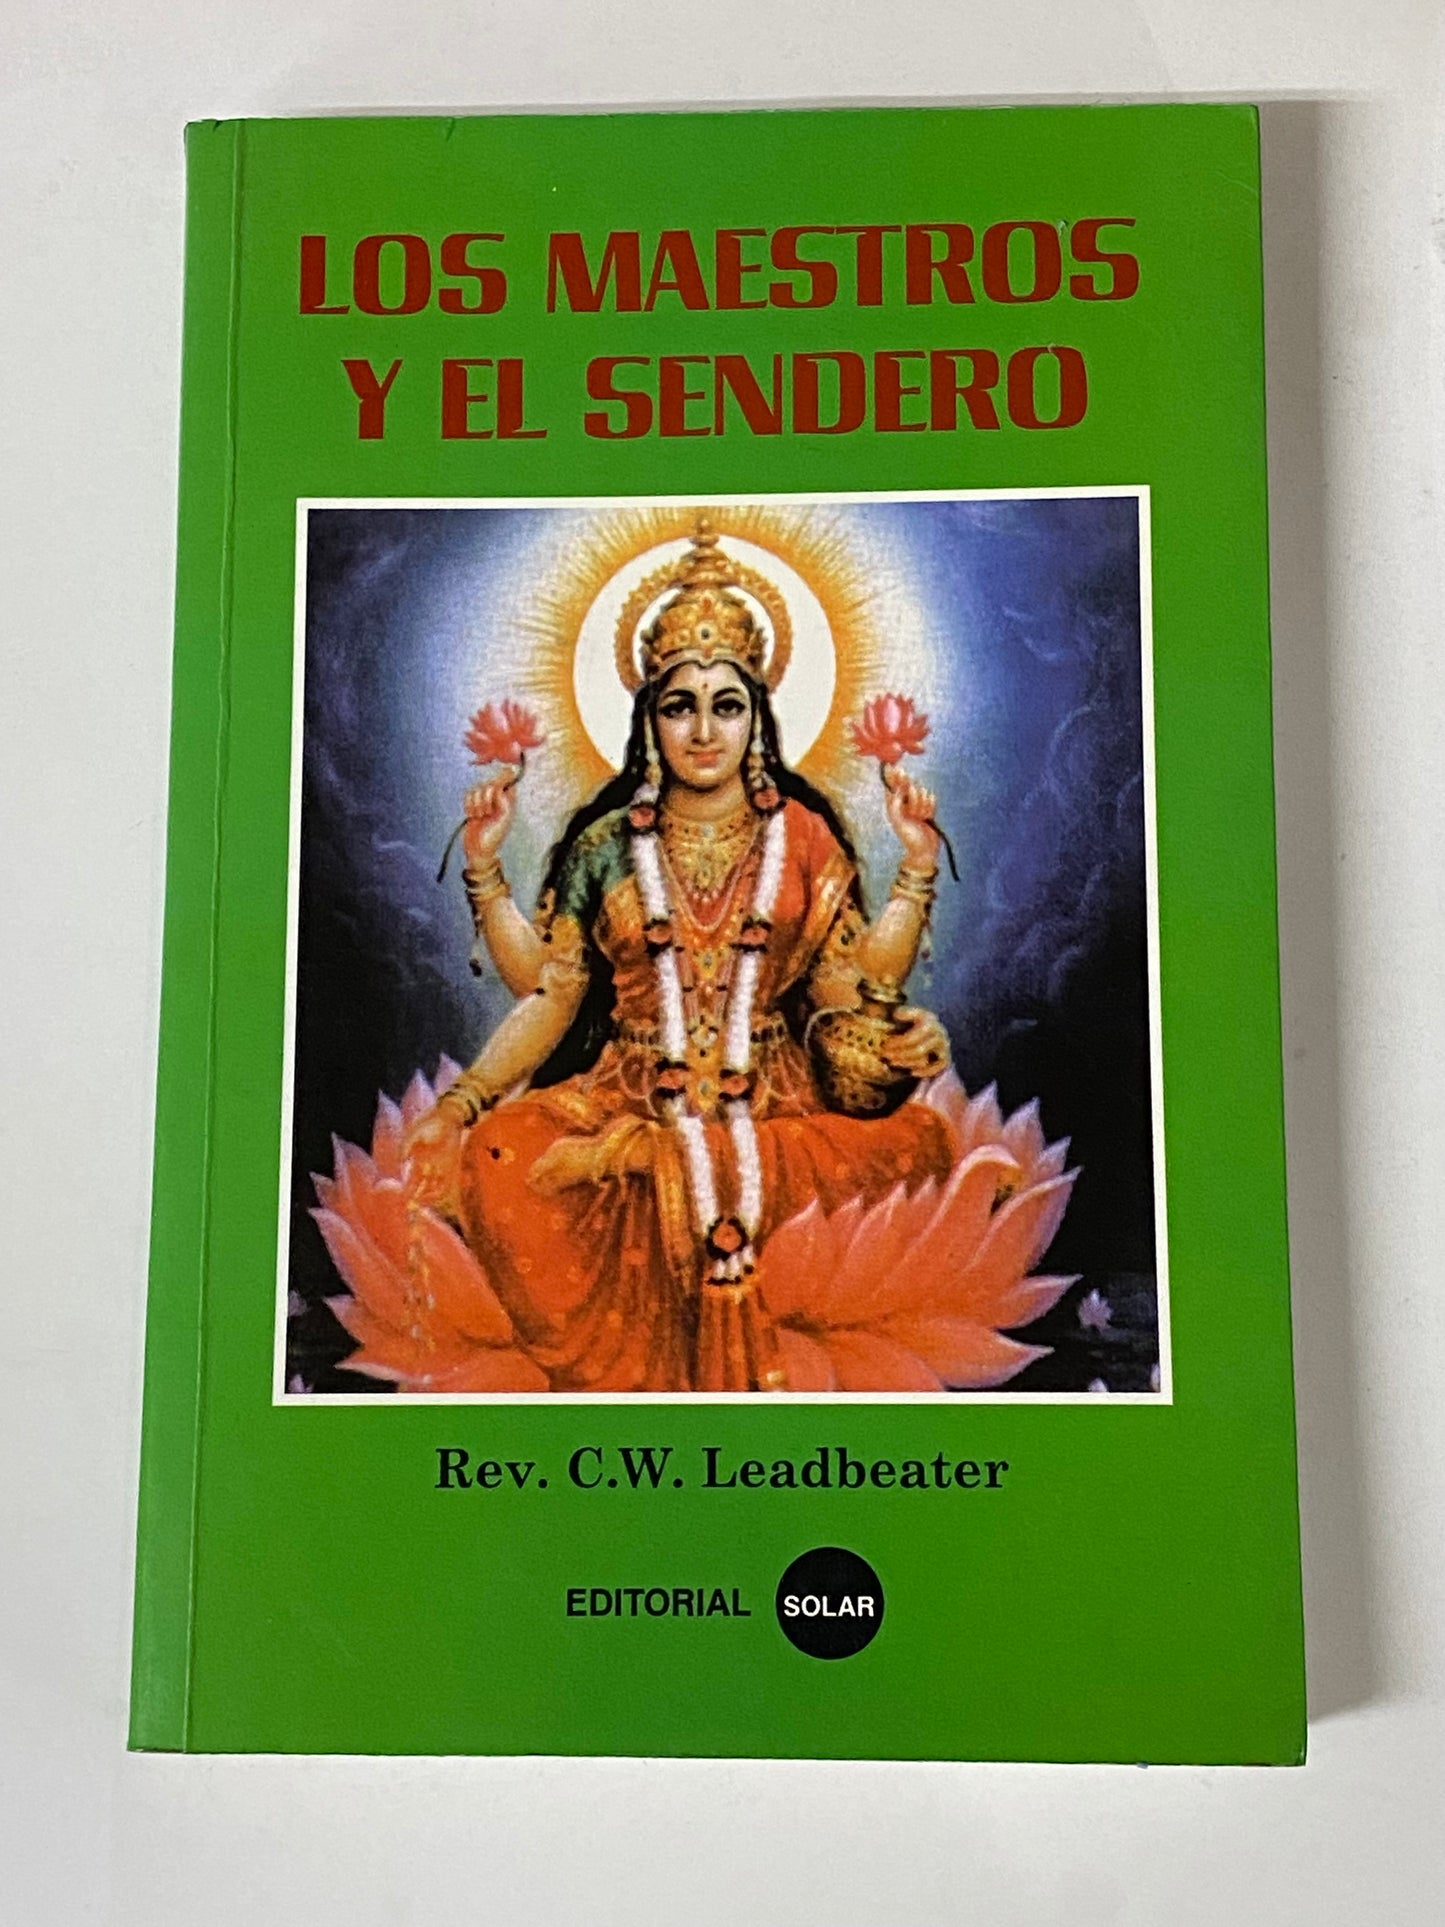 LOS MAESTROS
Y EL SENDERO
Rev. C.W. Leadbeater
EDITORIAL SOLAR